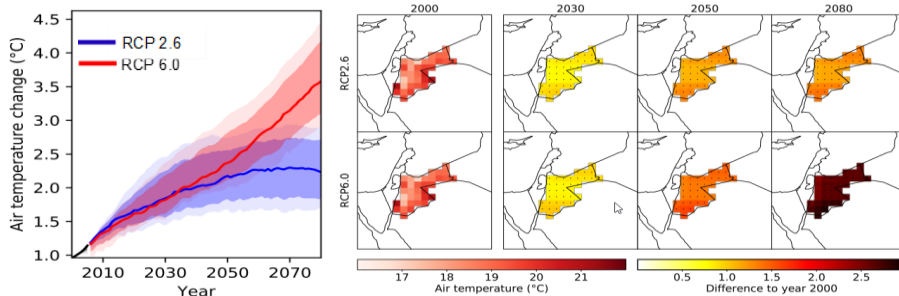 4.5
4.0
3.5
3.0
2.5
2.0
1.5
1.0
Air temperature change (°C)
RCP 2.6
RCP 6.0
2010 2030 2050 2070
Year
2000 2030 2050 2080
RCP2.6
RCP6.0
17 19 20 21
Air temperature (°C)
0.5 1.0 1.5 2.0 2.5
Difference to year 2000